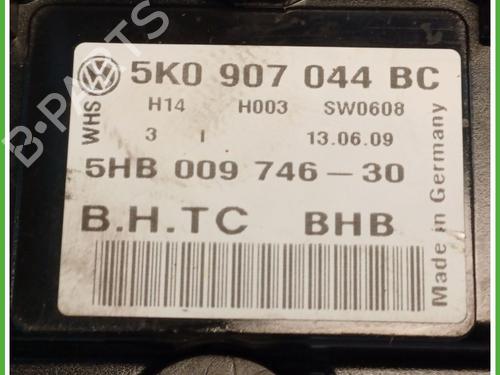 5K0 907 044 BC
H14 H003 SW0608
3 I 13.06.09
5HB 009 746-30
B.H.TC BHB
WHS
Made in Germany
B-PARTS